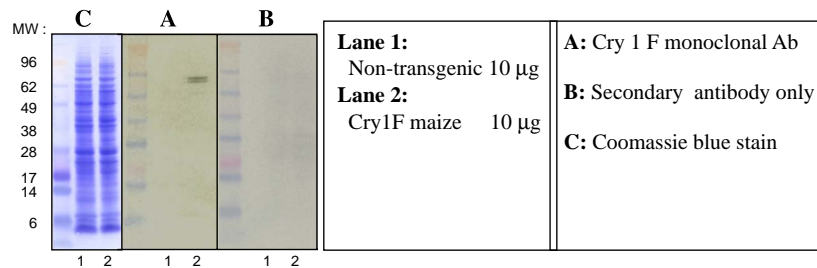 C A B
MW :
96
62
49
38
28
17
14
6
1 2 1 2 1 2
Lane 1:
Non-transgenic 10 µg
Lane 2:
Cry1F maize 10 µg
A: Cry 1 F monoclonal Ab
B: Secondary antibody only
C: Coomassie blue stain